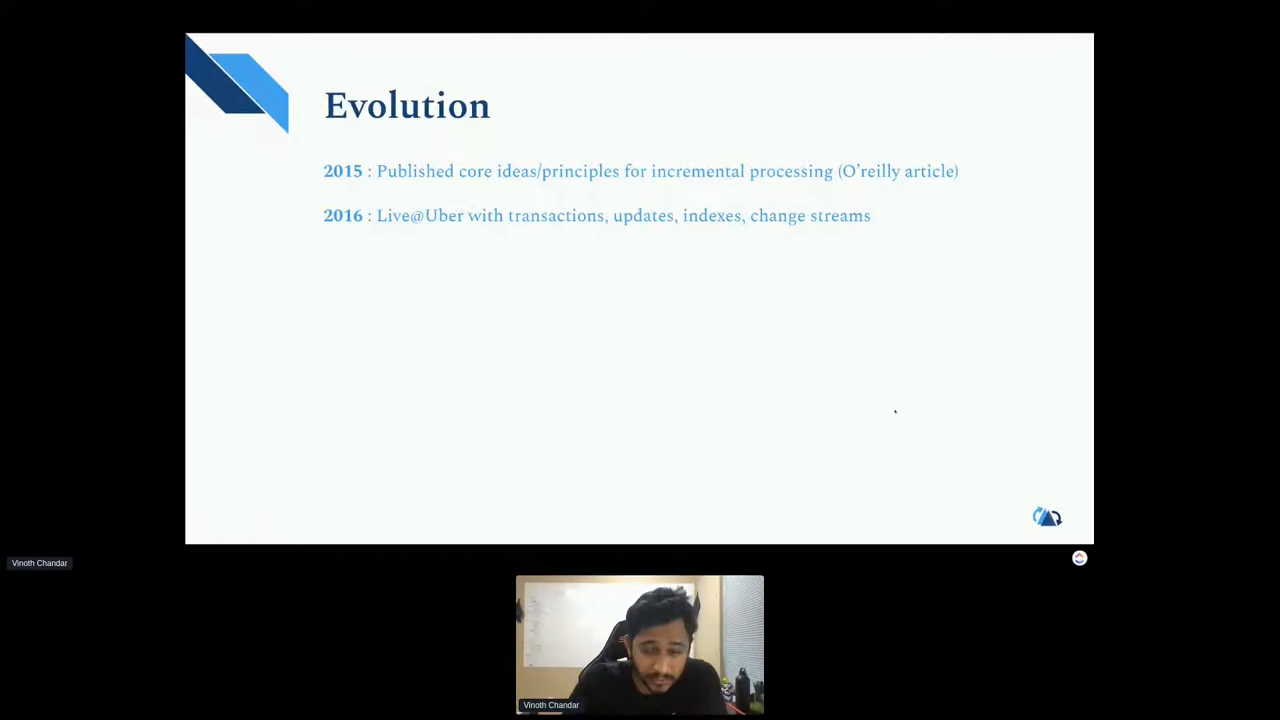 Evolution
2015 : Published core ideas/principles for incremental processing (O'reilly article)
2016 : Live@Uber with transactions, updates, indexes, change streams
Vinoth Chandar
Vinoth Chandar